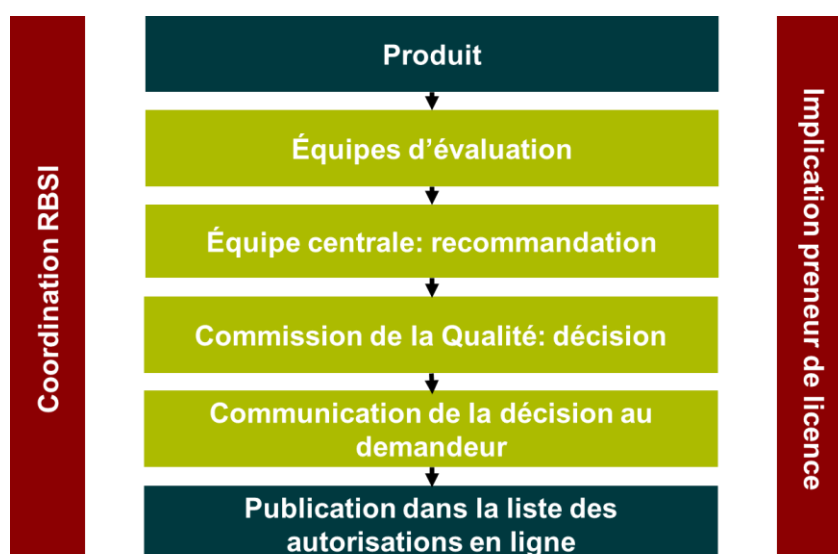 Coordination RBSI
Produit
Équipes d’évaluation
Équipe centrale: recommandation
Commission de la Qualité: décision
Communication de la décision au
demandeur
Publication dans la liste des
autorisations en ligne
Implication preneur de licence